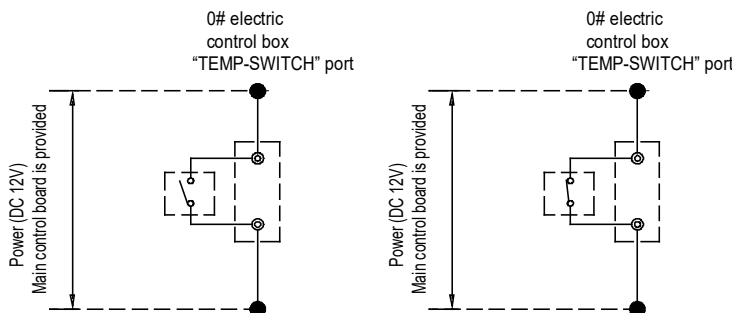 0# electric
control box
“TEMP-SWITCH” port
Power (DC 12V)
Main control board is provided
0# electric
control box
“TEMP-SWITCH” port
Power (DC 12V)
Main control board is provided